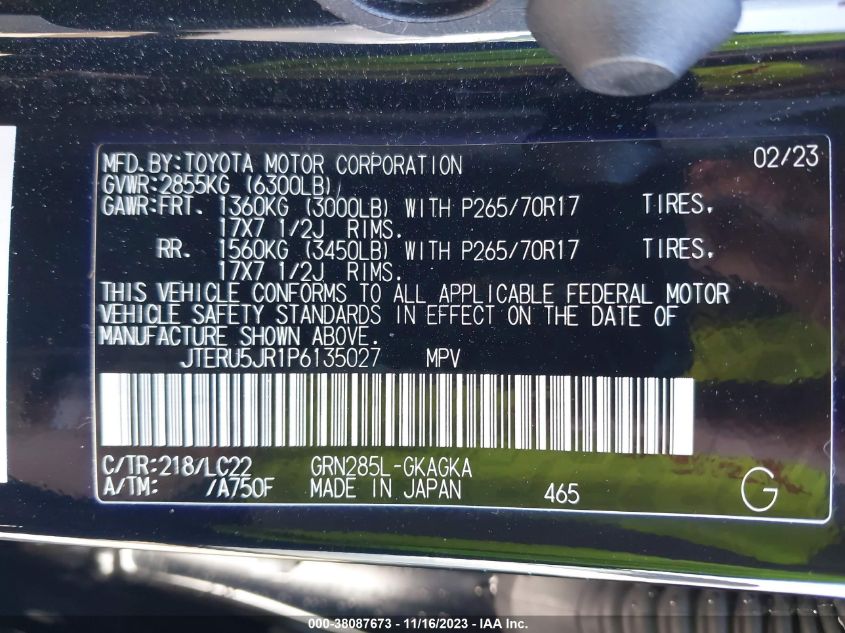 MFD.BY:TOYOTA MOTOR CORPORATION 02/23
GVWR:2855KG (6300LB)
GAWR:FRT. 1360KG (3000LB) WITH P265/70R17 TIRES,
17X7 1/2J RIMS.
RR. 1560KG (3450LB) WITH P265/70R17 TIRES,
17X7 1/2J RIMS.
THIS VEHICLE CONFORMS TO ALL APPLICABLE FEDERAL MOTOR
VEHICLE SAFETY STANDARDS IN EFFECT ON THE DATE OF
MANUFACTURE SHOWN ABOVE.
JTERU5JR1P6135027 MPV
C/TR:218/LC22 GRN285L-GKAGKA
A/TM: /A750F MADE IN JAPAN 465 G
000-38087673 - 11/16/2023 - IAA Inc.